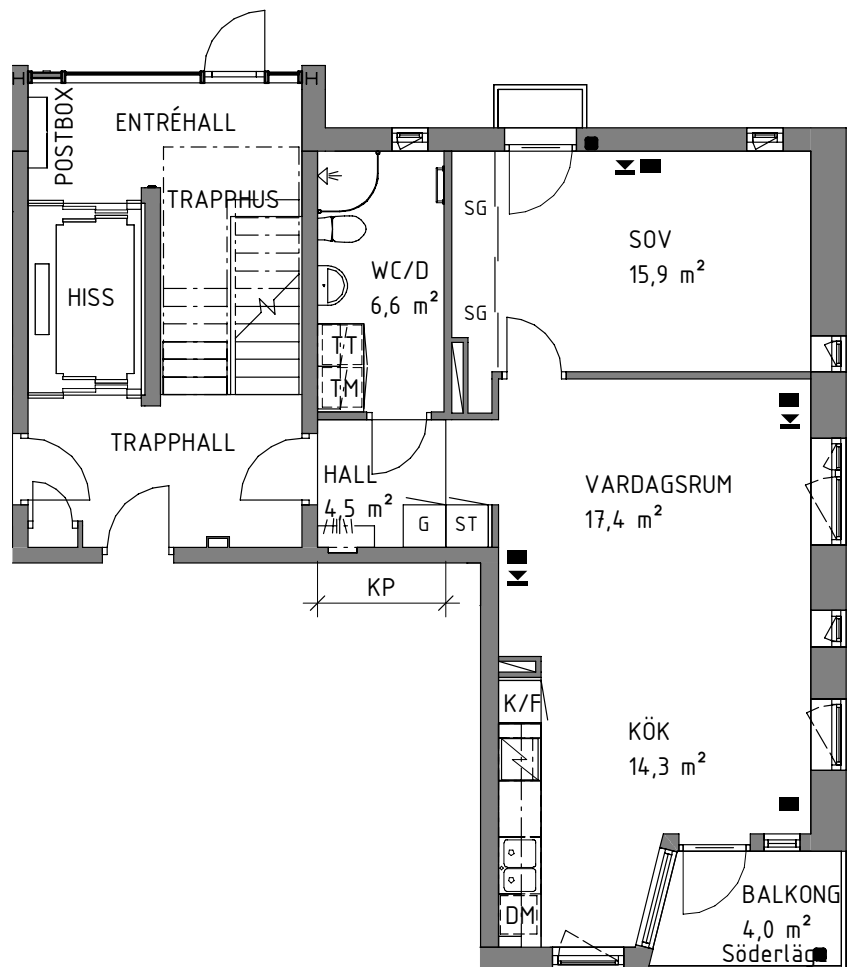 POSTBOX
ENTRÉHALL
TRAPPHUS
HISS
TRAPPHALL
WC/D
6,6 m²
TT
TM
SG
SG
SOV
15,9 m²
HALL
4,5 m²
G
ST
KP
VARDAGSRUM
17,4 m²
K/F
KÖK
14,3 m²
DM
BALKONG
4,0 m²